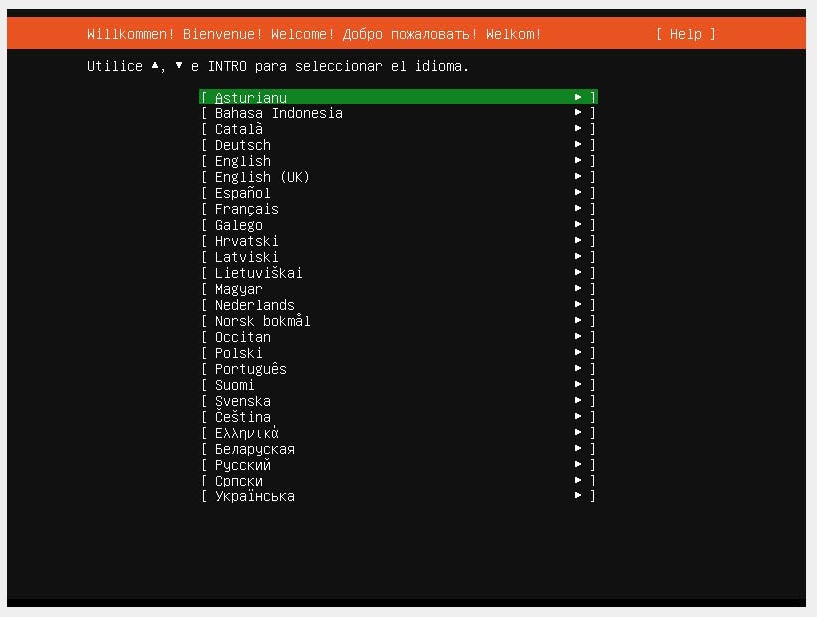 Willkommen! Bienvenue! Welcome! Добро пожаловать! Welkom! [ Help ]
Utilice ▲, ▼ e INTRO para seleccionar el idioma.
[ Asturianu ▸ ]
[ Bahasa Indonesia ▸ ]
[ Català ▸ ]
[ Deutsch ▸ ]
[ English ▸ ]
[ English (UK) ▸ ]
[ Español ▸ ]
[ Français ▸ ]
[ Galego ▸ ]
[ Hrvatski ▸ ]
[ Latviski ▸ ]
[ Lietuviškai ▸ ]
[ Magyar ▸ ]
[ Nederlands ▸ ]
[ Norsk bokmål ▸ ]
[ Occitan ▸ ]
[ Polski ▸ ]
[ Português ▸ ]
[ Suomi ▸ ]
[ Svenska ▸ ]
[ Čeština ▸ ]
[ Ελληνικά ▸ ]
[ Беларуская ▸ ]
[ Русский ▸ ]
[ Српски ▸ ]
[ Українська ▸ ]